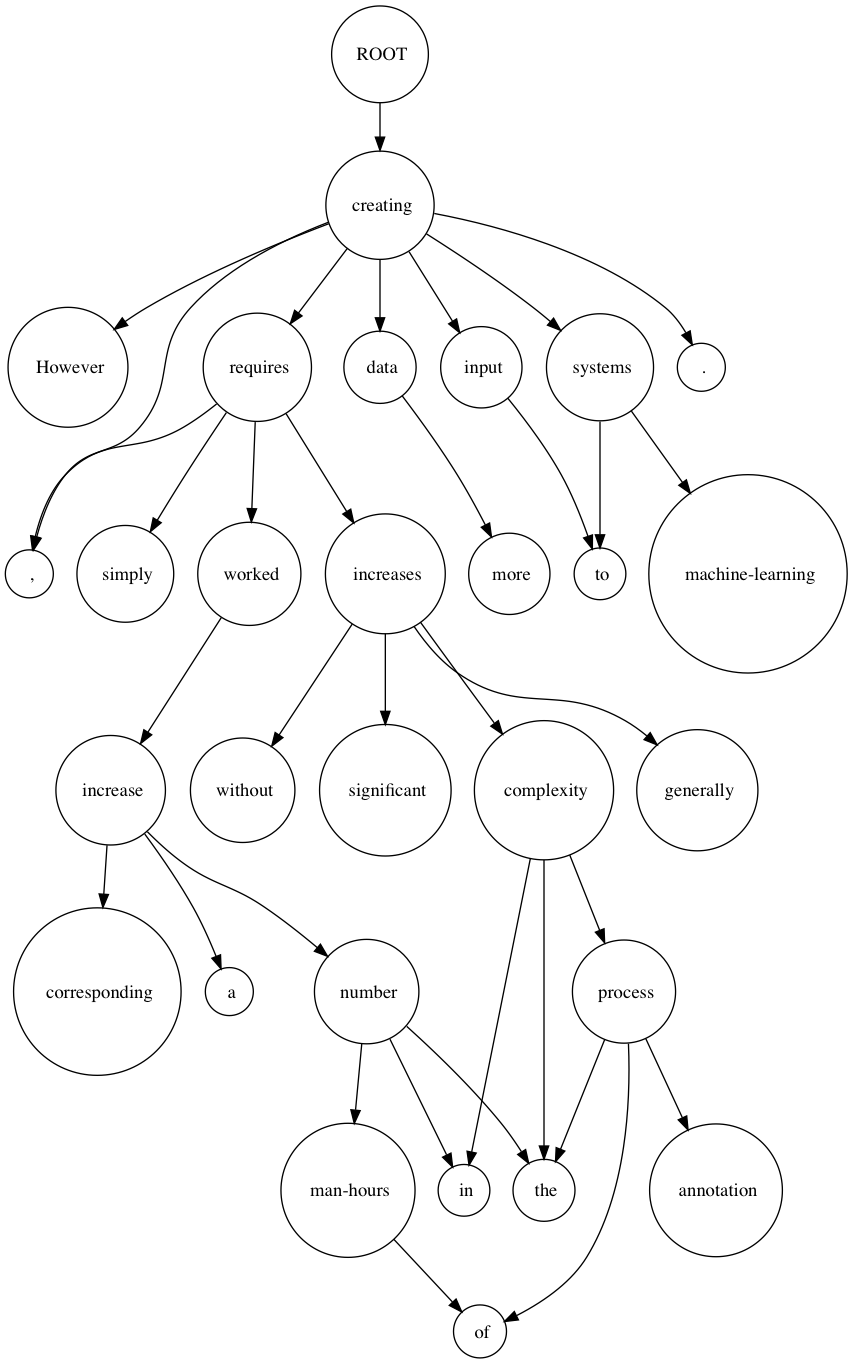 ROOT
creating
However
requires
data
input
systems
.
,
simply
worked
increases
more
to
machine-learning
increase
without
significant
complexity
generally
corresponding
a
number
process
man-hours
in
the
annotation
of